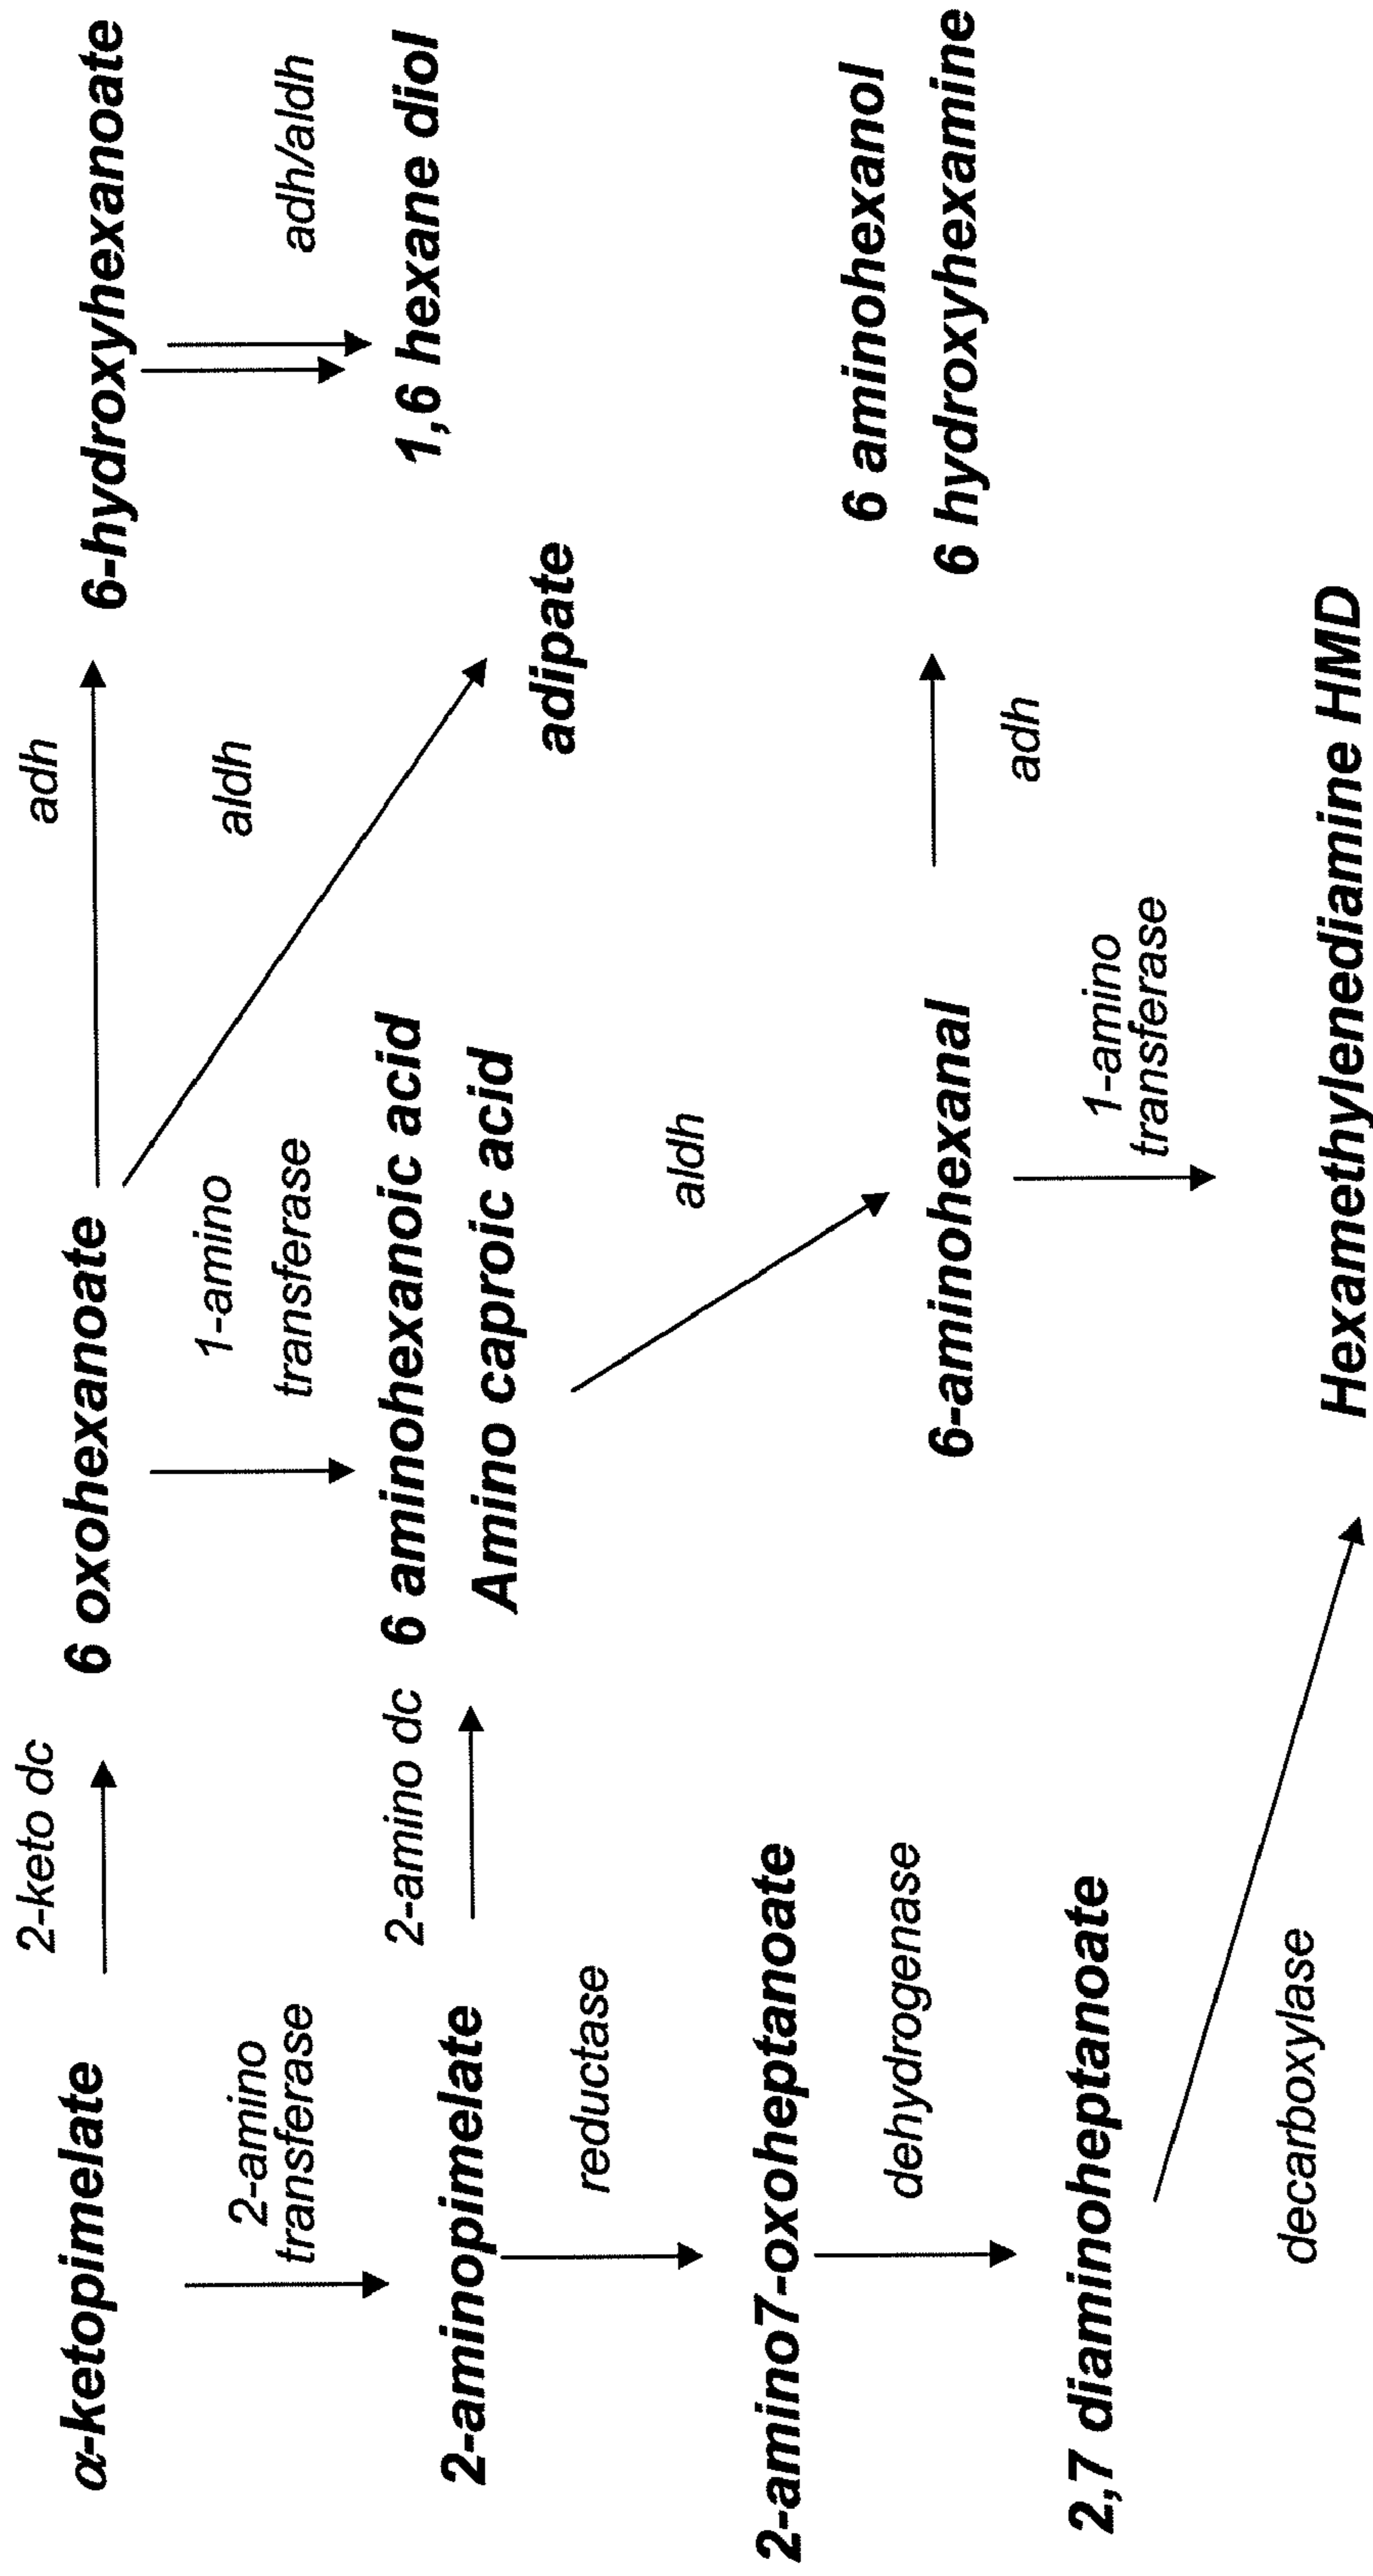 2-keto dc
adh
α-ketopimelate
6 oxohexanoate
6-hydroxyhexanoate
2-amino
transferase
1-amino
transferase
aldh
adh/aldh
2-amino dc
2-aminopimelate
6 aminohexanoic acid
Amino caproic acid
1,6 hexane diol
adipate
reductase
aldh
2-amino7-oxoheptanoate
6-aminohexanal
6 aminohexanol
6 hydroxyhexamine
dehydrogenase
adh
1-amino
transferase
2,7 diaminoheptanoate
decarboxylase
Hexamethylenediamine HMD